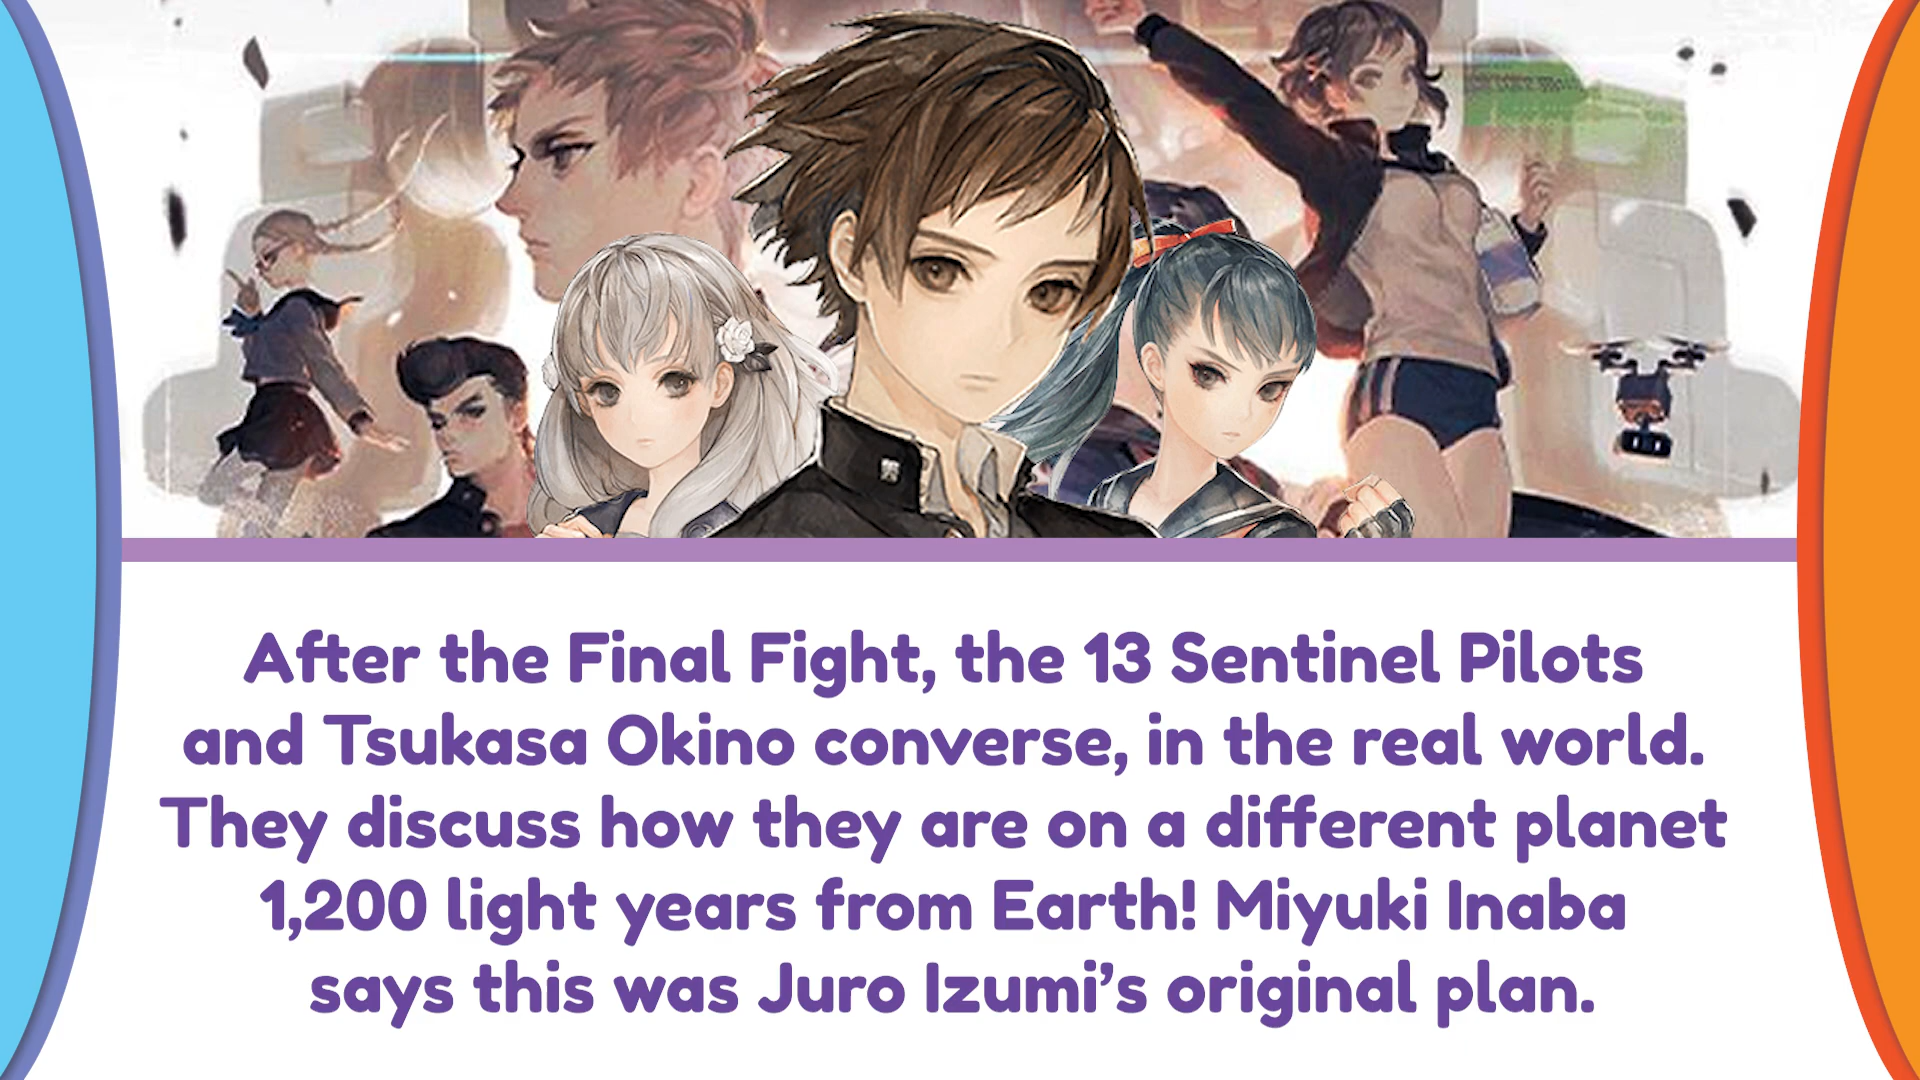 After the Final Fight, the 13 Sentinel Pilots
and Tsukasa Okino converse, in the real world.
They discuss how they are on a different planet
1,200 light years from Earth! Miyuki Inaba
says this was Juro Izumi’s original plan.